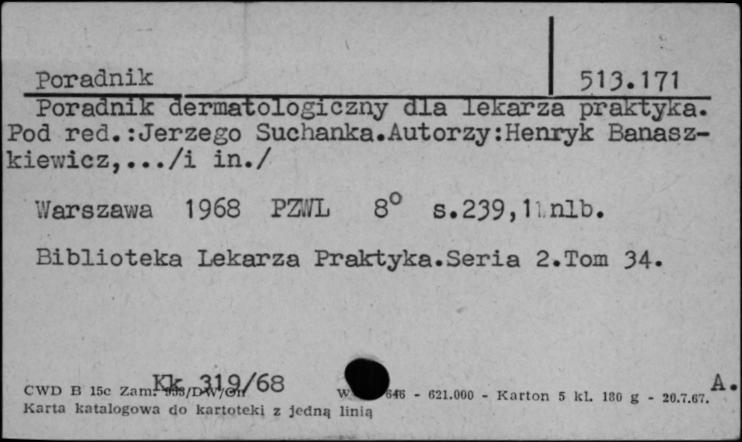 Poradnik 513.171
Poradnik dermatologiczny dla lekarza praktyka.
Pod red.:Jerzego Suchanka.Autorzy:Henryk Banasz-
kiewicz,.../i in./
Warszawa 1968 PZWL 8° s.239,1 nlb.
Biblioteka Lekarza Praktyka.Seria 2.Tom 34.
Kk 319/68 A.
CWD B 15c Zam. W 646 - 621.000 - Karton 5 kl. 180 g - 20.7.67.
Karta katalogowa do kartoteki z jedną linią